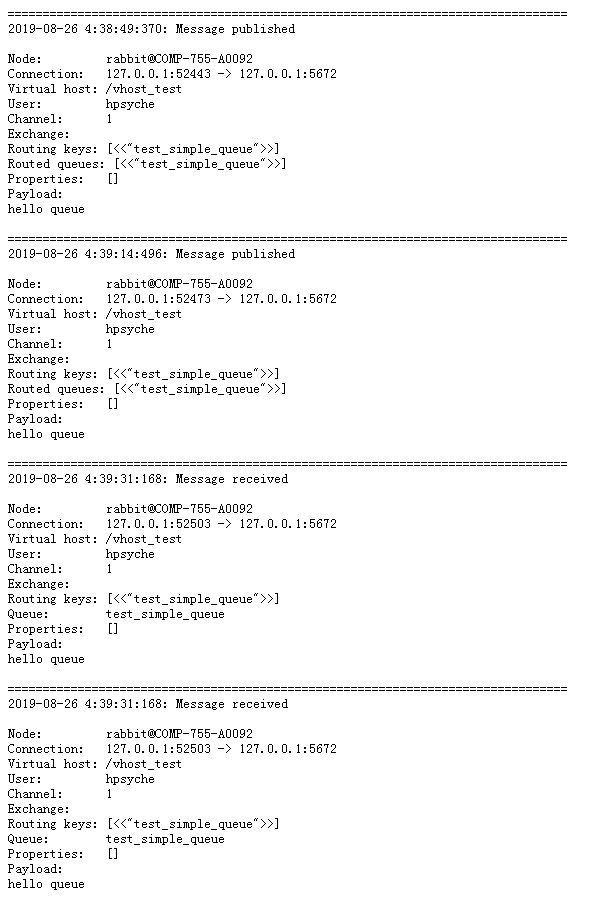 ================================================================================
2019-08-26 4:38:49:370: Message published
Node:         rabbit@COMP-755-A0092
Connection:   127.0.0.1:52443 -> 127.0.0.1:5672
Virtual host: /vhost_test
User:         hpsyche
Channel:      1
Exchange:
Routing keys: [<<"test_simple_queue">>]
Routed queues: [<<"test_simple_queue">>]
Properties:   []
Payload:
hello queue
================================================================================
2019-08-26 4:39:14:496: Message published
Node:         rabbit@COMP-755-A0092
Connection:   127.0.0.1:52473 -> 127.0.0.1:5672
Virtual host: /vhost_test
User:         hpsyche
Channel:      1
Exchange:
Routing keys: [<<"test_simple_queue">>]
Routed queues: [<<"test_simple_queue">>]
Properties:   []
Payload:
hello queue
================================================================================
2019-08-26 4:39:31:168: Message received
Node:         rabbit@COMP-755-A0092
Connection:   127.0.0.1:52503 -> 127.0.0.1:5672
Virtual host: /vhost_test
User:         hpsyche
Channel:      1
Exchange:
Routing keys: [<<"test_simple_queue">>]
Queue:        test_simple_queue
Properties:   []
Payload:
hello queue
================================================================================
2019-08-26 4:39:31:168: Message received
Node:         rabbit@COMP-755-A0092
Connection:   127.0.0.1:52503 -> 127.0.0.1:5672
Virtual host: /vhost_test
User:         hpsyche
Channel:      1
Exchange:
Routing keys: [<<"test_simple_queue">>]
Queue:        test_simple_queue
Properties:   []
Payload:
hello queue